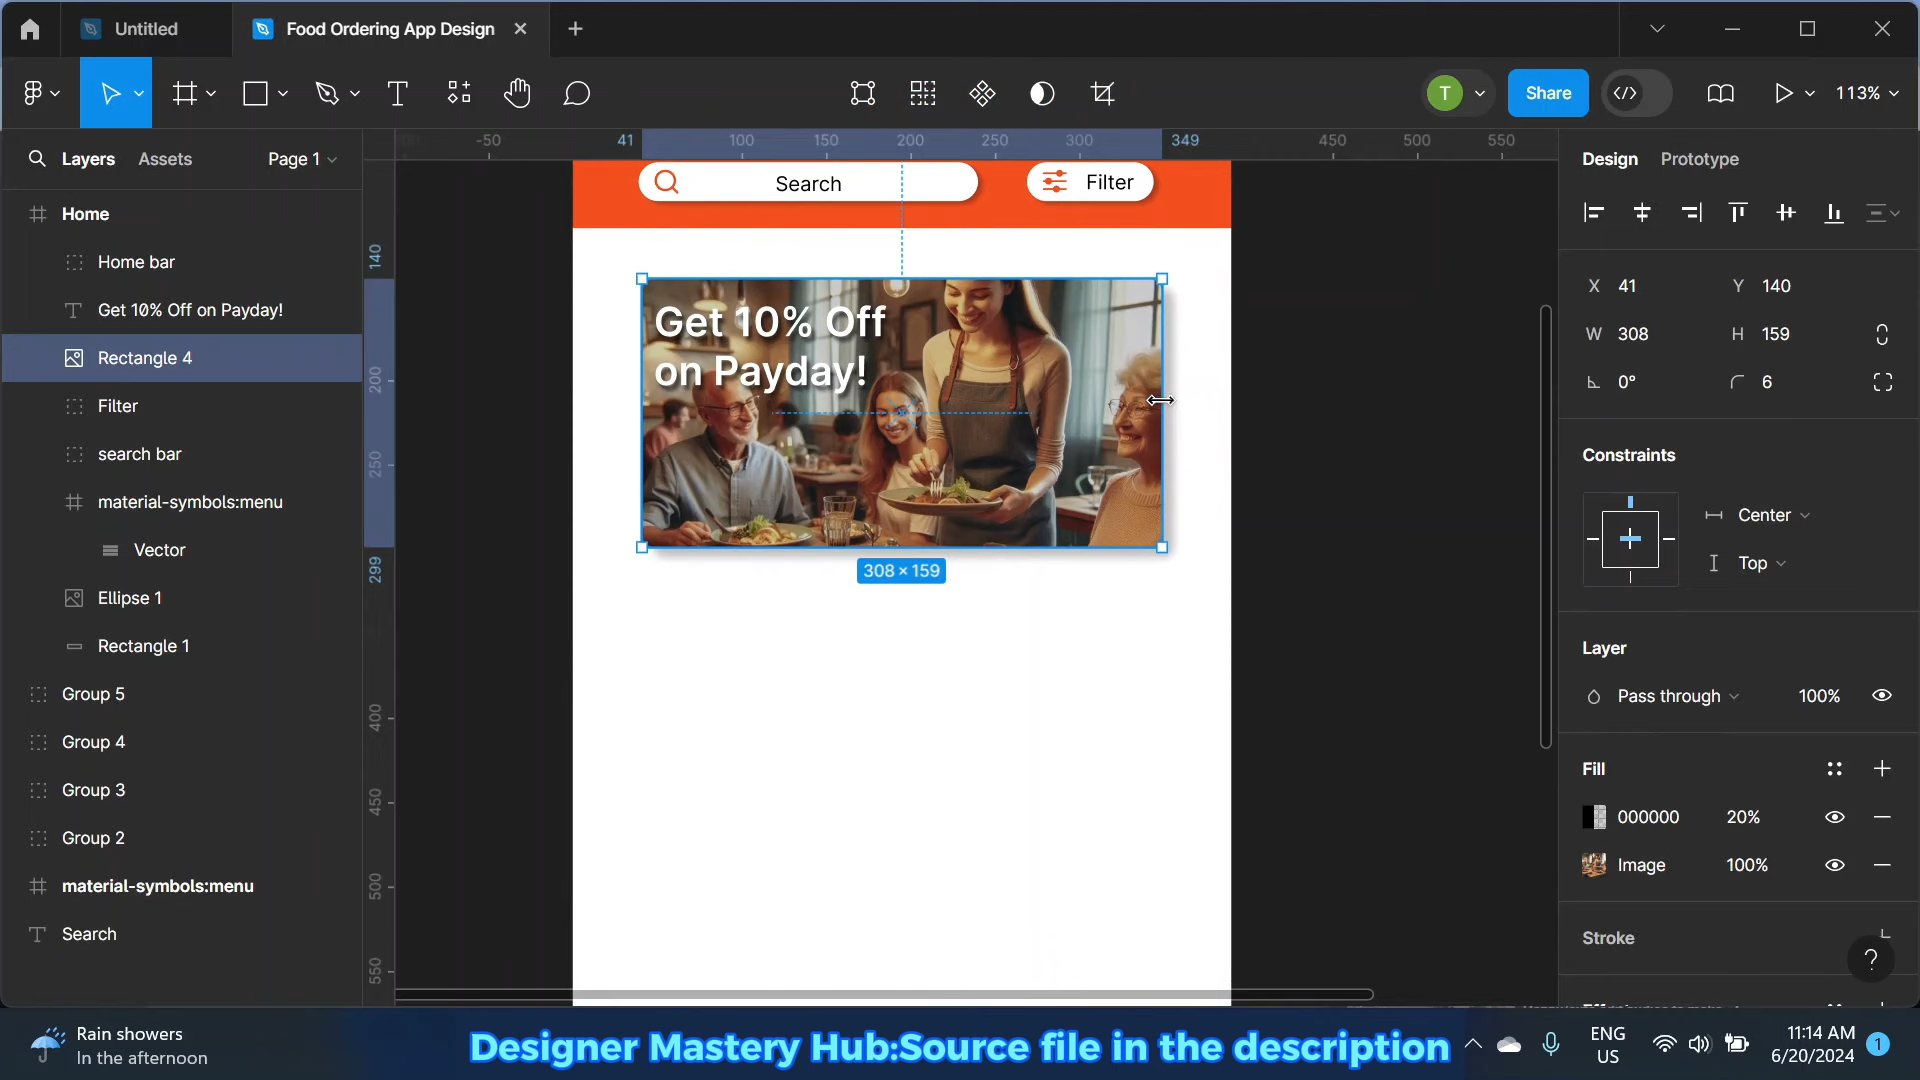 Untitled
Food Ordering App Design
T
Share
113%
Layers
Assets
Page 1
-50
41
100
150
200
250
300
349
450
500
550
Design
Prototype
Home
Home bar
Get 10% Off on Payday!
Rectangle 4
Filter
search bar
material-symbols:menu
Vector
Ellipse 1
Rectangle 1
Group 5
Group 4
Group 3
Group 2
material-symbols:menu
Search
140
200
250
299
400
450
500
550
Search
Filter
Get 10% Off
on Payday!
308 × 159
X 41
Y 140
W 308
H 159
0°
6
Constraints
Center
Top
Layer
Pass through
100%
Fill
000000
20%
Image
100%
Stroke
?
Rain showers
In the afternoon
Designer Mastery Hub:Source file in the description
ENG
US
11:14 AM
6/20/2024
1